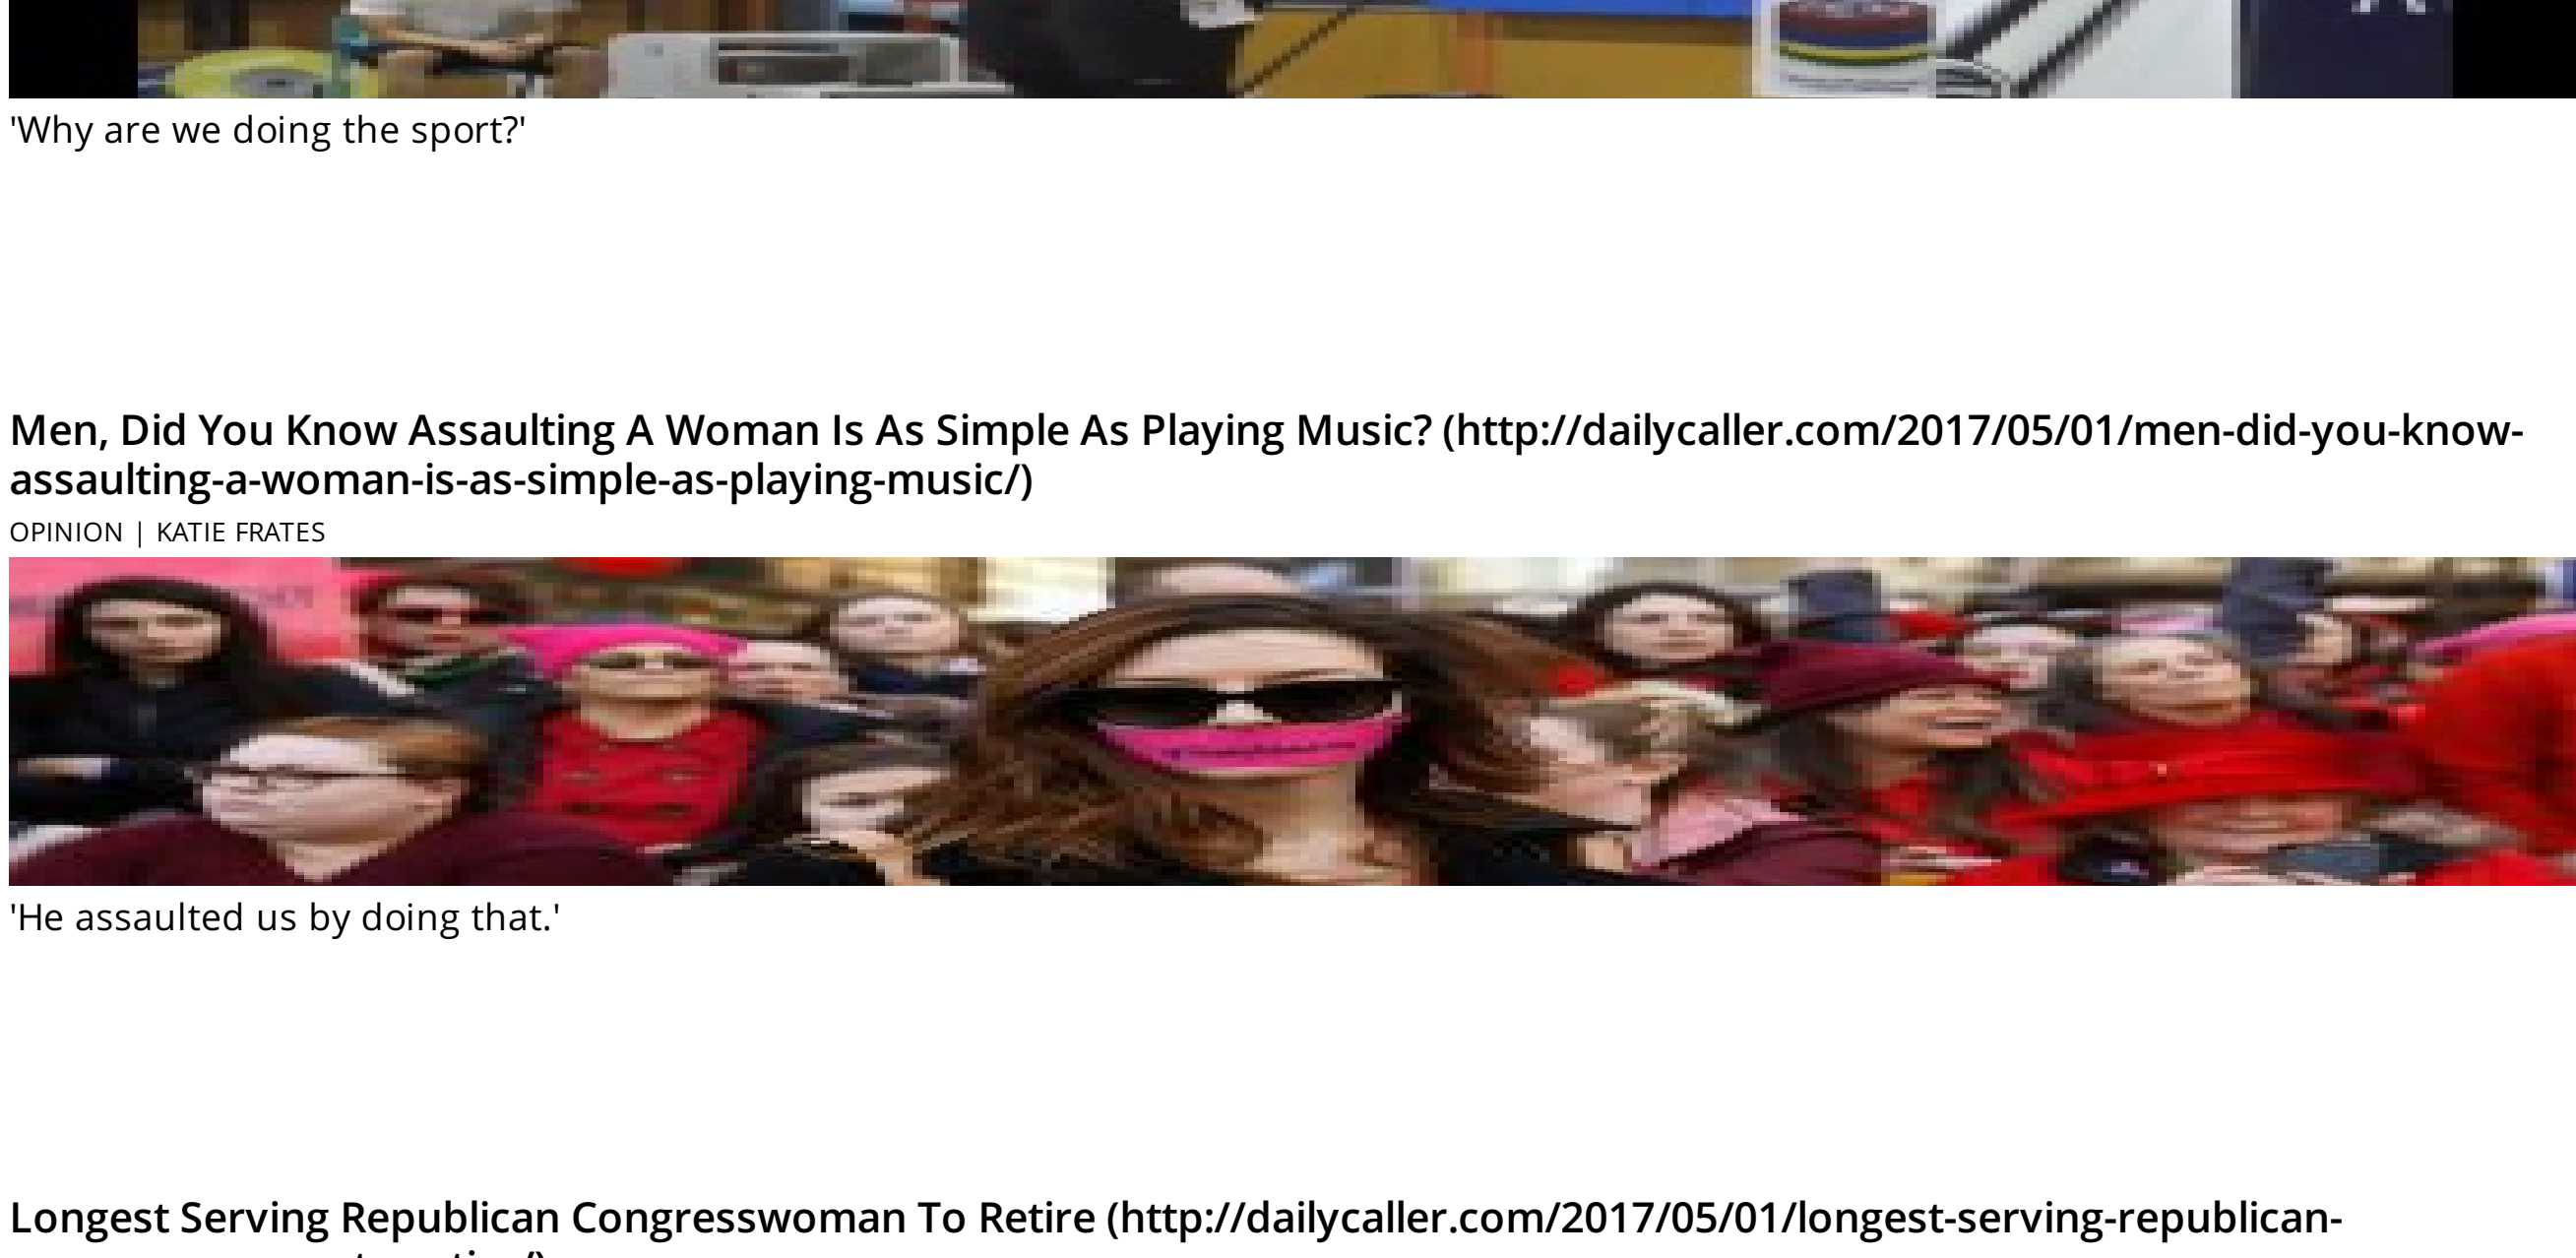 'Why are we doing the sport?'
Men, Did You Know Assaulting A Woman Is As Simple As Playing Music? (http://dailycaller.com/2017/05/01/men-did-you-know-
assaulting-a-woman-is-as-simple-as-playing-music/)
OPINION | KATIE FRATES
'He assaulted us by doing that.'
Longest Serving Republican Congresswoman To Retire (http://dailycaller.com/2017/05/01/longest-serving-republican-